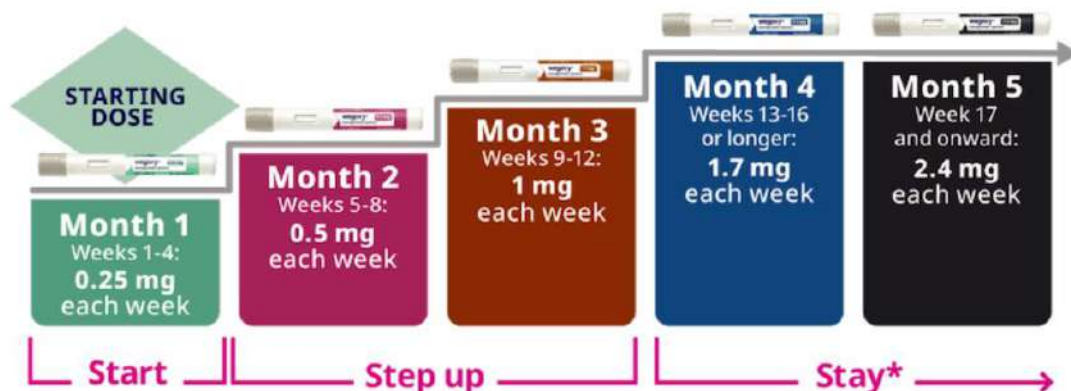 STARTING
DOSE
Month 1
Weeks 1-4:
0.25 mg
each week
Month 2
Weeks 5-8:
0.5 mg
each week
Month 3
Weeks 9-12:
1 mg
each week
Month 4
Weeks 13-16
or longer:
1.7 mg
each week
Month 5
Week 17
and onward:
2.4 mg
each week
Start
Step up
Stay*